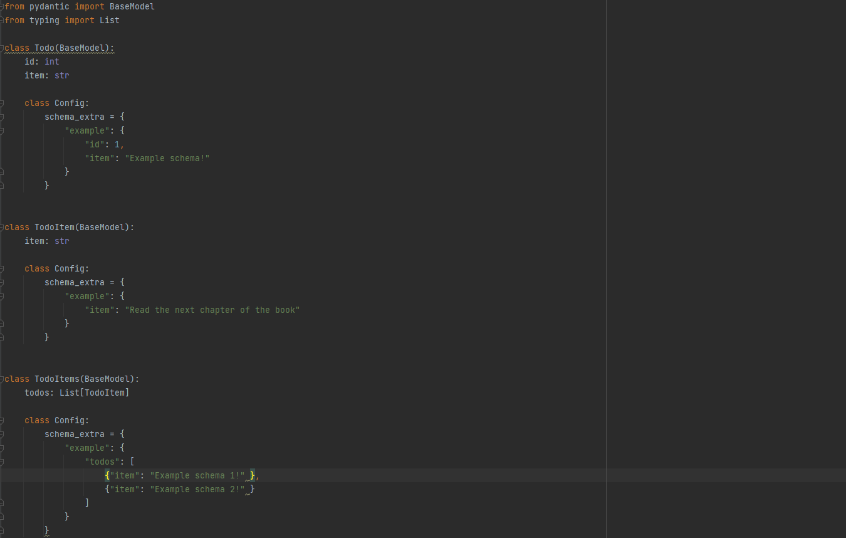 from pydantic import BaseModel
from typing import List
class Todo(BaseModel):
    id: int
    item: str
    class Config:
        schema_extra = {
            "example": {
                "id": 1,
                "item": "Example schema!"
            }
        }
class TodoItem(BaseModel):
    item: str
    class Config:
        schema_extra = {
            "example": {
                "item": "Read the next chapter of the book"
            }
        }
class TodoItems(BaseModel):
    todos: List[TodoItem]
    class Config:
        schema_extra = {
            "example": {
                "todos": [
                    {"item": "Example schema 1!" },
                    {"item": "Example schema 2!" }
                ]
            }
        }